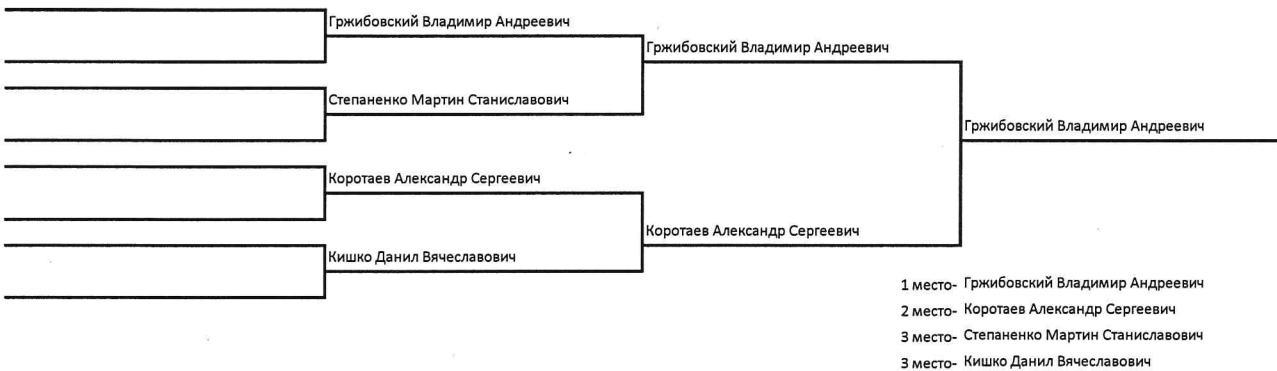 Гржибовский Владимир Андреевич
Гржибовский Владимир Андреевич
Степаненко Мартин Станиславович
Гржибовский Владимир Андреевич
Коротаев Александр Сергеевич
Коротаев Александр Сергеевич
Кишко Данил Вячеславович
1 место- Гржибовский Владимир Андреевич
2 место- Коротаев Александр Сергеевич
3 место- Степаненко Мартин Станиславович
3 место- Кишко Данил Вячеславович